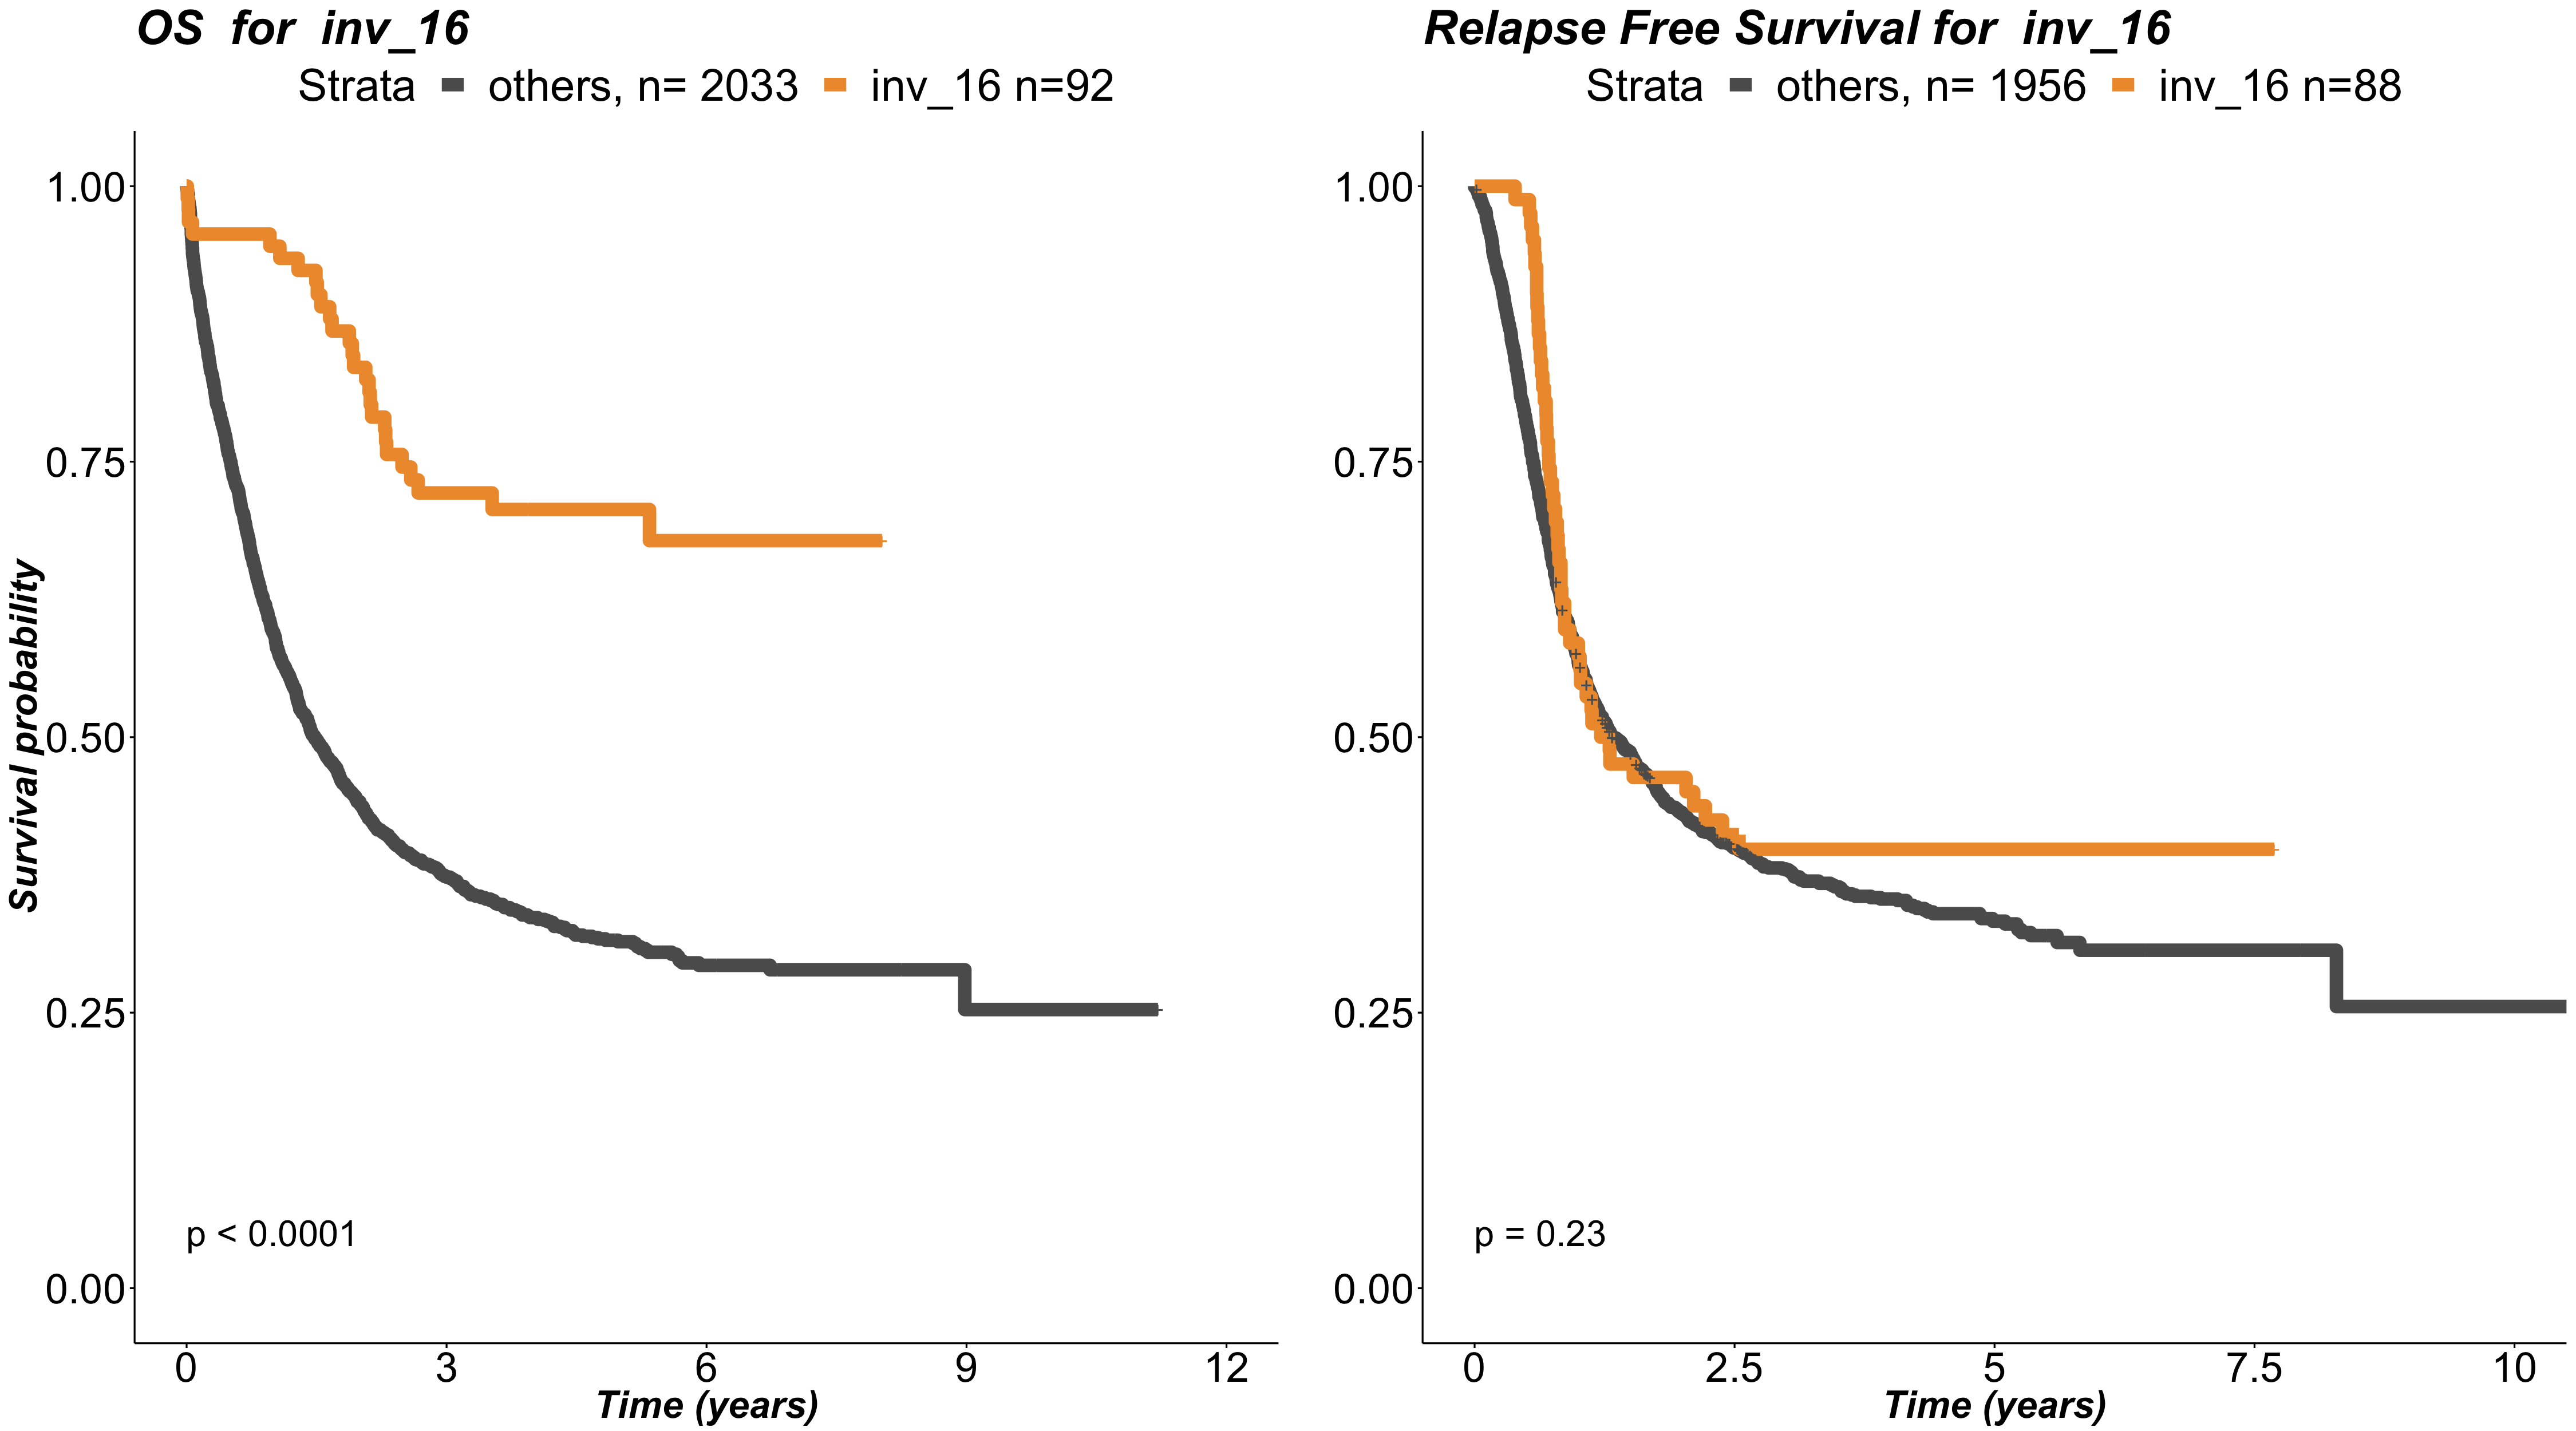 OS for inv_16
Strata others, n= 2033 inv_16 n=92
Survival probability
1.00
0.75
0.50
0.25
0.00
p < 0.0001
0 3 6 9 12
Time (years)
Relapse Free Survival for inv_16
Strata others, n= 1956 inv_16 n=88
1.00
0.75
0.50
0.25
0.00
p = 0.23
0 2.5 5 7.5 10
Time (years)